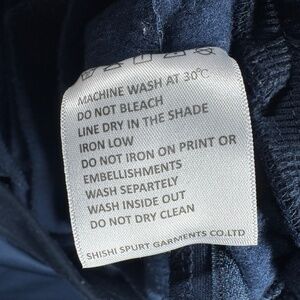 MACHINE WASH AT 30°C
DO NOT BLEACH
LINE DRY IN THE SHADE
IRON LOW
DO NOT IRON ON PRINT OR
EMBELLISHMENTS
WASH SEPARTELY
WASH INSIDE OUT
DO NOT DRY CLEAN
SHISHI SPURT GARMENTS CO.LTD